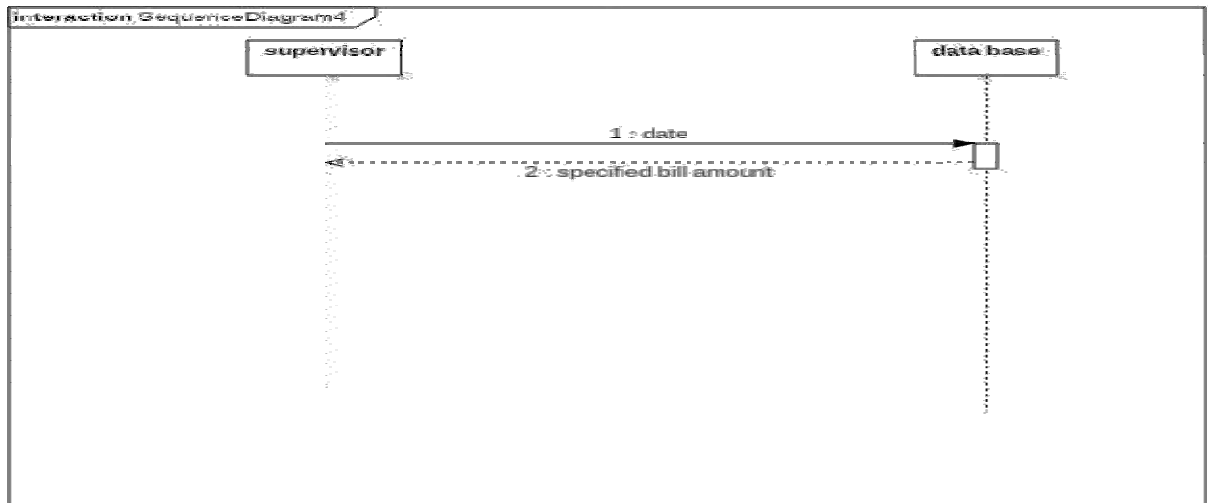 interaction SequenceDiagram4
supervisor
data base
1 : date
2 : specified bill amount